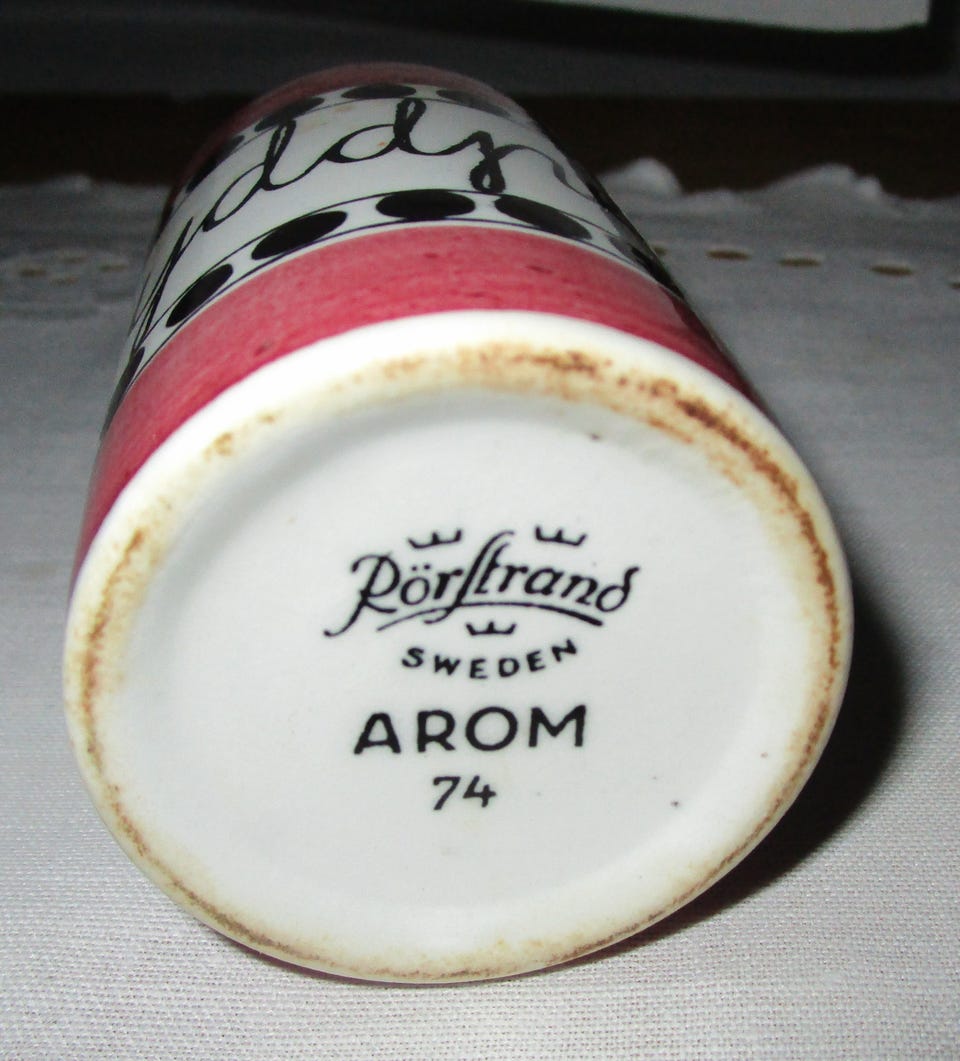 Rörstrand
SWEDEN
AROM
74